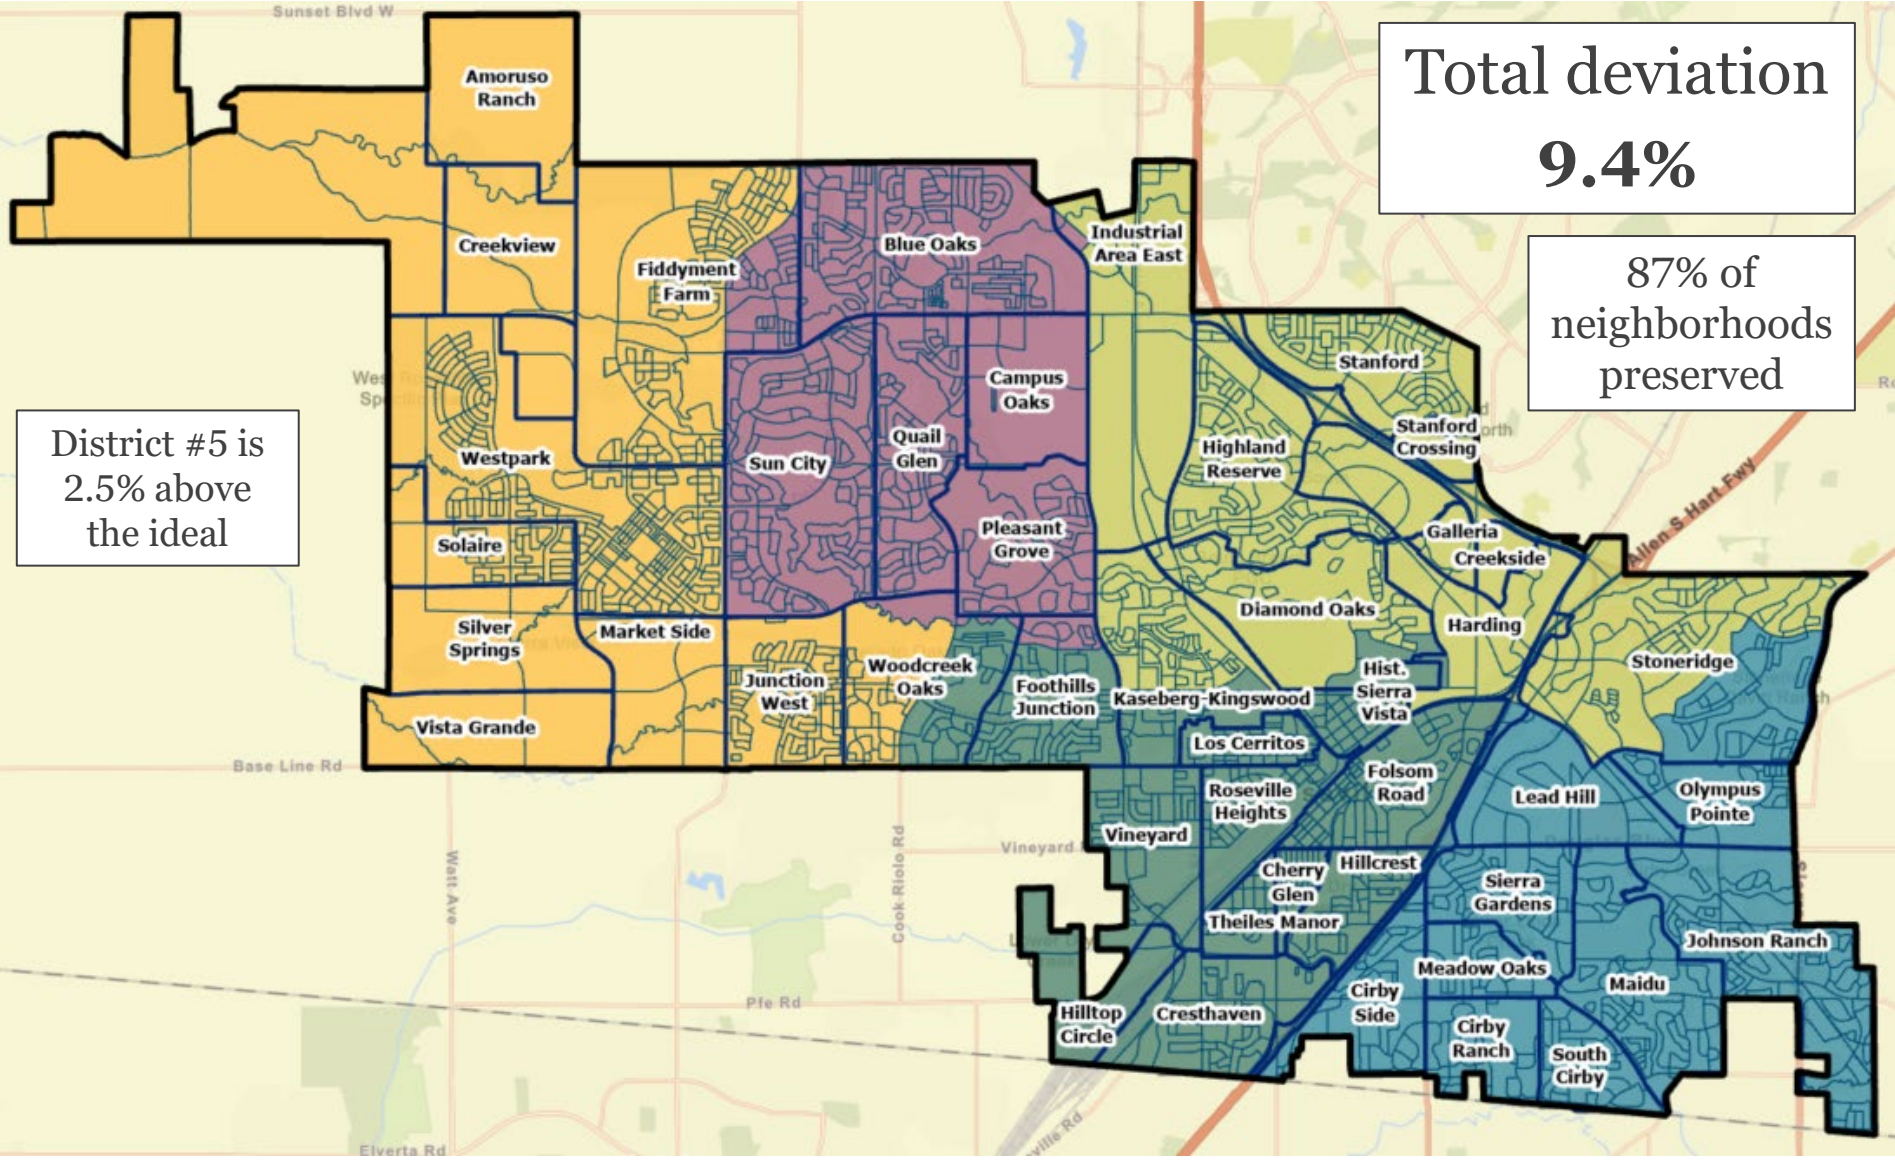 Sunset Blvd W
Total deviation
9.4%
87% of
neighborhoods
preserved
District #5 is
2.5% above
the ideal
Amoruso
Ranch
Creekview
Fiddyment
Farm
Blue Oaks
Industrial
Area East
Stanford
Stanford
Crossing
Campus
Oaks
Quail
Glen
Sun City
Highland
Reserve
Westpark
Pleasant
Grove
Galleria
Creekside
Allen S Hart Fwy
Solaire
Diamond Oaks
Harding
Silver
Springs
Market Side
Stoneridge
Junction
West
Woodcreek
Oaks
Foothills
Junction
Kaseberg-Kingswood
Hist.
Sierra
Vista
Vista Grande
Los Cerritos
Base Line Rd
Folsom
Road
Roseville
Heights
Lead Hill
Olympus
Pointe
Vineyard
Vineyard
Hillcrest
Cherry
Glen
Theiles Manor
Sierra
Gardens
Watt Ave
Cook Riolo Rd
Johnson Ranch
Meadow Oaks
Maidu
Pfe Rd
Hilltop
Circle
Cresthaven
Cirby
Side
Cirby
Ranch
South
Cirby
ville Rd
Elverta Rd